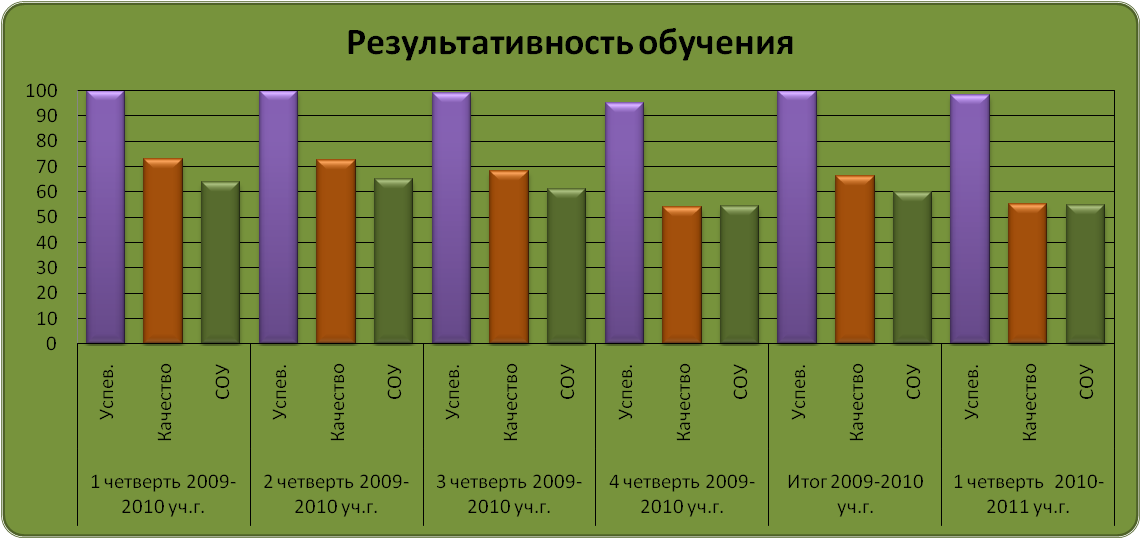 Результативность обучения
100
90
80
70
60
50
40
30
20
10
0
Успев.
Качество
СОУ
Успев.
Качество
СОУ
Успев.
Качество
СОУ
Успев.
Качество
СОУ
Успев.
Качество
СОУ
Успев.
Качество
СОУ
1 четверть 2009-
2010 уч.г.
2 четверть 2009-
2010 уч.г.
3 четверть 2009-
2010 уч.г.
4 четверть 2009-
2010 уч.г.
Итог 2009-2010
уч.г.
1 четверть 2010-
2011 уч.г.